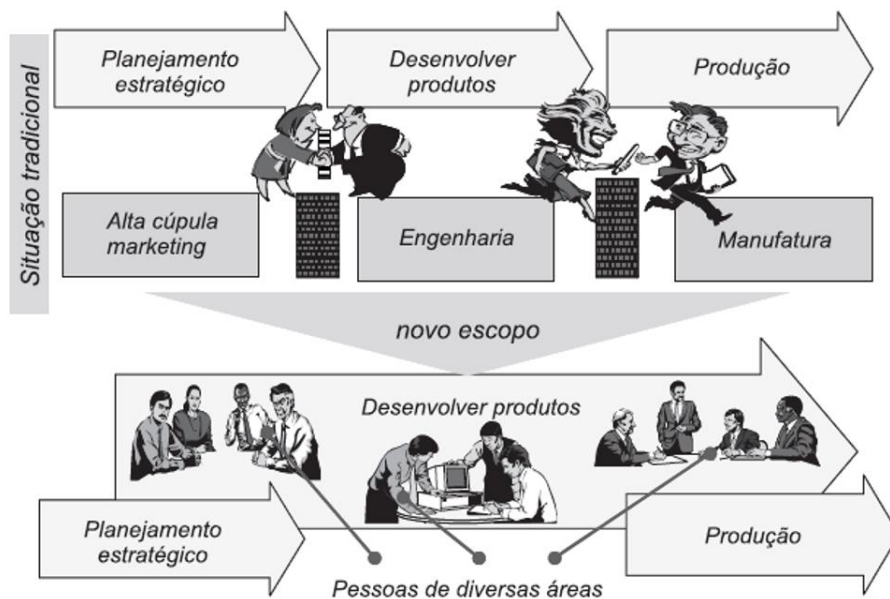 Situação tradicional
Planejamento
estratégico
Desenvolver
produtos
Produção
Alta cúpula
marketing
Engenharia
Manufatura
novo escopo
Desenvolver produtos
Planejamento
estratégico
Produção
Pessoas de diversas áreas